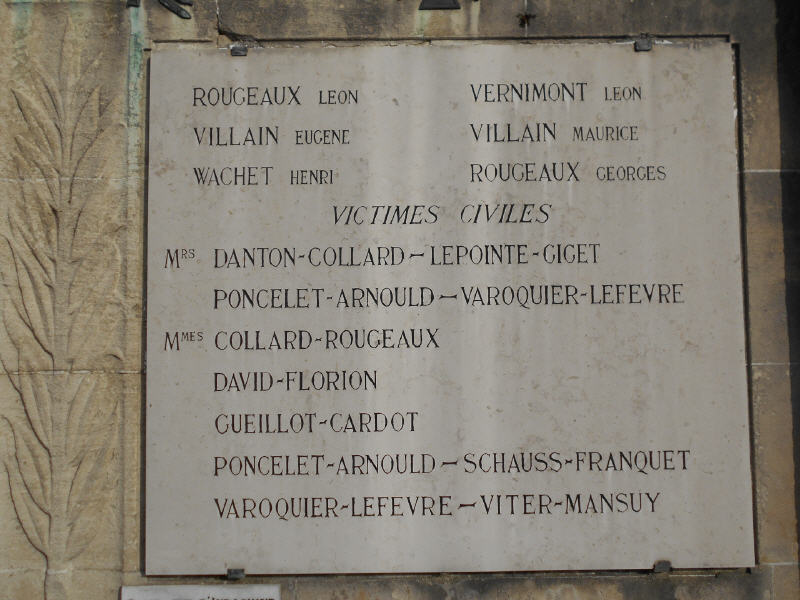 ROUGEAUX LEON VERNIMONT LEON
VILLAIN EUGENE VILLAIN MAURICE
WACHET HENRI ROUGEAUX GEORGES
VICTIMES CIVILES
MRS DANTON-COLLARD - LEPOINTE-GIGET
PONCELET-ARNOULD - VAROQUIER-LEFEVRE
MMES COLLARD-ROUGEAUX
DAVID-FLORION
GUEILLOT-CARDOT
PONCELET-ARNOULD - SCHAUSS-FRANQUET
VAROQUIER-LEFEVRE - VITER-MANSUY